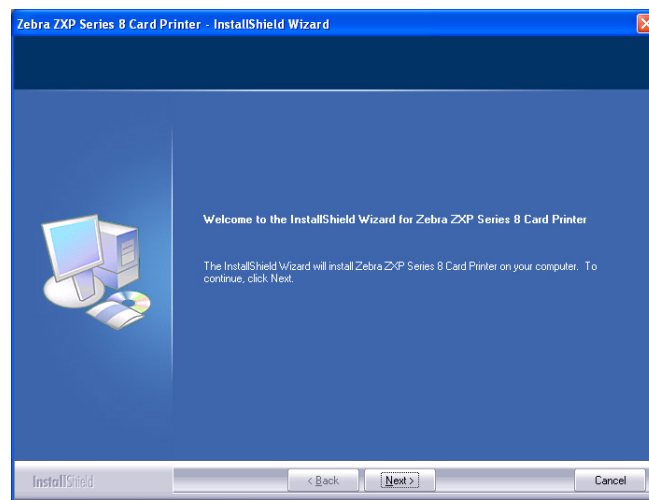 Zebra ZXP Series 8 Card Printer - InstallShield Wizard
Welcome to the InstallShield Wizard for Zebra ZXP Series 8 Card Printer
The InstallShield Wizard will install Zebra ZXP Series 8 Card Printer on your computer. To
continue, click Next.
InstallShield
< Back
Next >
Cancel